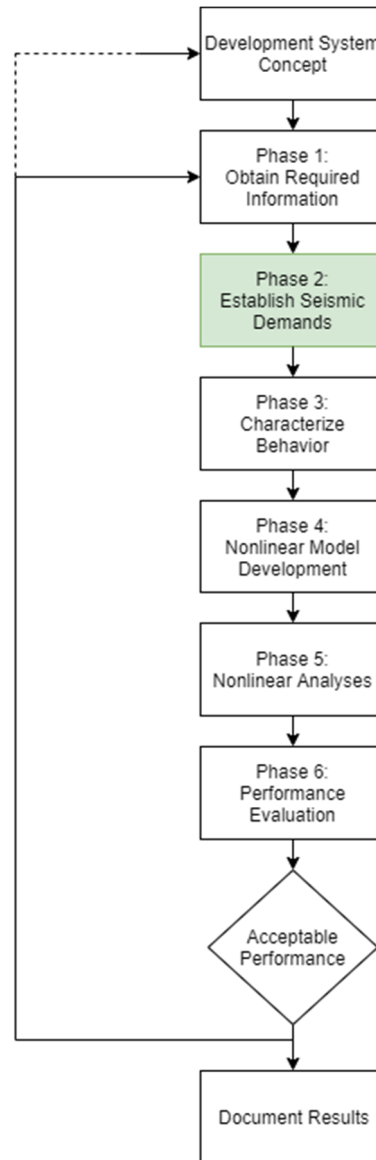 Development System
Concept
Phase 1:
Obtain Required
Information
Phase 2:
Establish Seismic
Demands
Phase 3:
Characterize
Behavior
Phase 4:
Nonlinear Model
Development
Phase 5:
Nonlinear Analyses
Phase 6:
Performance
Evaluation
Acceptable
Performance
Document Results